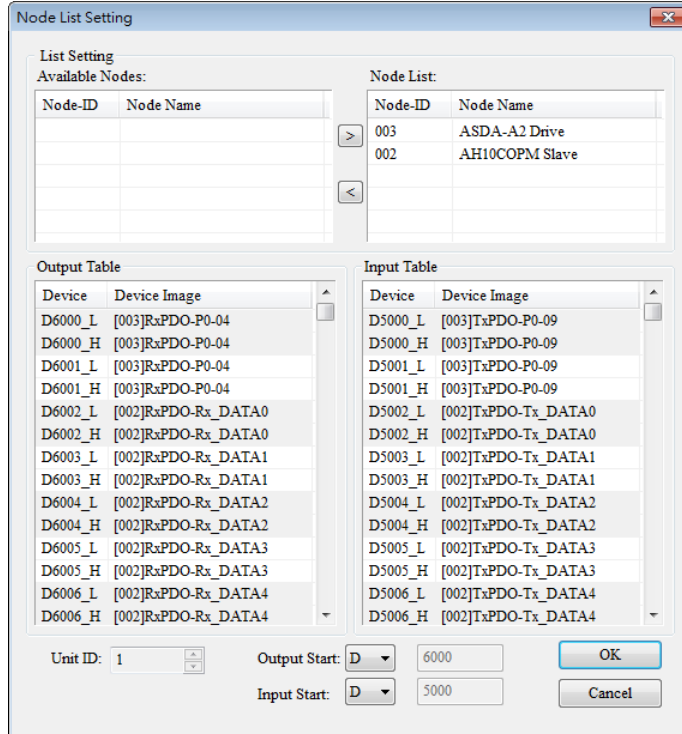 Node List Setting
List Setting
Available Nodes:
Node-ID Node Name
>
<
Node List:
Node-ID Node Name
003 ASDA-A2 Drive
002 AH10COPM Slave
Output Table
Device Device Image
D6000_L [003]RxPDO-P0-04
D6000_H [003]RxPDO-P0-04
D6001_L [003]RxPDO-P0-04
D6001_H [003]RxPDO-P0-04
D6002_L [002]RxPDO-Rx_DATA0
D6002_H [002]RxPDO-Rx_DATA0
D6003_L [002]RxPDO-Rx_DATA1
D6003_H [002]RxPDO-Rx_DATA1
D6004_L [002]RxPDO-Rx_DATA2
D6004_H [002]RxPDO-Rx_DATA2
D6005_L [002]RxPDO-Rx_DATA3
D6005_H [002]RxPDO-Rx_DATA3
D6006_L [002]RxPDO-Rx_DATA4
D6006_H [002]RxPDO-Rx_DATA4
Input Table
Device Device Image
D5000_L [003]TxPDO-P0-09
D5000_H [003]TxPDO-P0-09
D5001_L [003]TxPDO-P0-09
D5001_H [003]TxPDO-P0-09
D5002_L [002]TxPDO-Tx_DATA0
D5002_H [002]TxPDO-Tx_DATA0
D5003_L [002]TxPDO-Tx_DATA1
D5003_H [002]TxPDO-Tx_DATA1
D5004_L [002]TxPDO-Tx_DATA2
D5004_H [002]TxPDO-Tx_DATA2
D5005_L [002]TxPDO-Tx_DATA3
D5005_H [002]TxPDO-Tx_DATA3
D5006_L [002]TxPDO-Tx_DATA4
D5006_H [002]TxPDO-Tx_DATA4
Unit ID: 1
Output Start: D 6000
Input Start: D 5000
OK
Cancel